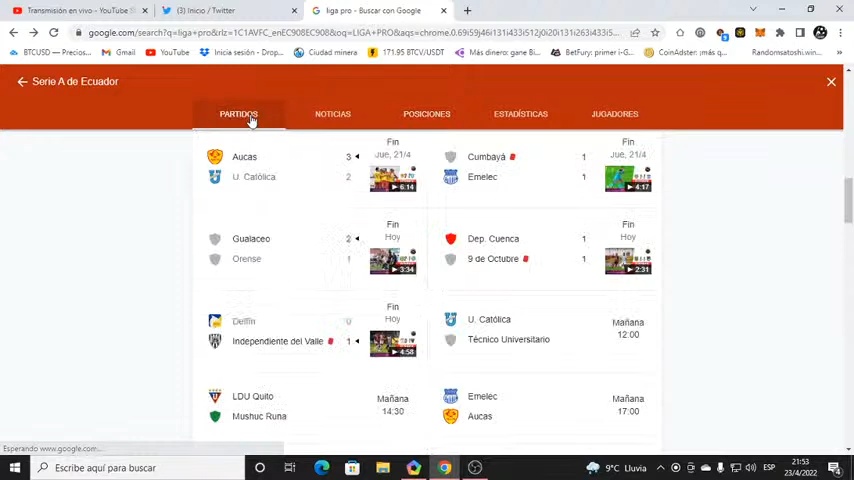 Transmisión en vivo - YouTube
(3) Inicio / Twitter
liga pro - Buscar con Google
google.com/search?q=liga+pro&rlz=1C1AVFC_enEC908EC908&oq=LIGA+PRO&aqs=chrome.0.69i59j46i131i433i512j0i20i131i263i433i5...
BTCUSD — Precios... Gmail YouTube Inicia sesión - Drop... 171.95 BTCV/USDT Más dinero: gane Bi... BetFury: primer i-G... CoinAdster: ¡más q... Randomsatoshi.win/d...
Serie A de Ecuador
PARTIDOS NOTICIAS POSICIONES ESTADÍSTICAS JUGADORES
Aucas 3
U. Católica 2
Fin
Jue, 21/4
6:14
Cumbayá 1
Emelec 1
Fin
Jue, 21/4
4:17
Gualaceo 2
Orense 1
Fin
Hoy
3:34
Dep. Cuenca 1
9 de Octubre 1
Fin
Hoy
2:31
Delfín 0
Independiente del Valle 1
Fin
Hoy
4:58
U. Católica
Técnico Universitario
Mañana
12:00
LDU Quito
Mushuc Runa
Mañana
14:30
Emelec
Aucas
Mañana
17:00
Esperando www.google.com...
Escribe aquí para buscar
9°C Lluvia
ESP
21:53
23/4/2022
4